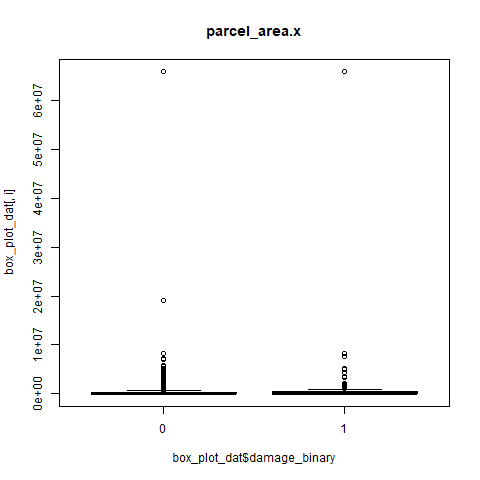 parcel_area.x
6e+07
5e+07
4e+07
3e+07
2e+07
1e+07
0e+00
box_plot_dat[, i]
0 1
box_plot_dat$damage_binary